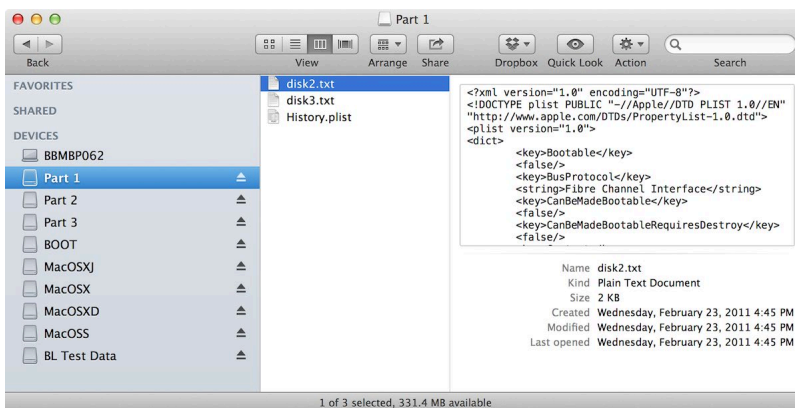 Part 1
Back
View
Arrange
Share
Dropbox
Quick Look
Action
Search
FAVORITES
SHARED
DEVICES
BBMBP062
Part 1
Part 2
Part 3
BOOT
MacOSXJ
MacOSX
MacOSXD
MacOSS
BL Test Data
disk2.txt
disk3.txt
History.plist
<?xml version="1.0" encoding="UTF-8"?>
<!DOCTYPE plist PUBLIC "-//Apple//DTD PLIST 1.0//EN"
"http://www.apple.com/DTDs/PropertyList-1.0.dtd">
<plist version="1.0">
<dict>
<key>Bootable</key>
<false/>
<key>BusProtocol</key>
<string>Fibre Channel Interface</string>
<key>CanBeMadeBootable</key>
<false/>
<key>CanBeMadeBootableRequiresDestroy</key>
<false/>
Name disk2.txt
Kind Plain Text Document
Size 2 KB
Created Wednesday, February 23, 2011 4:45 PM
Modified Wednesday, February 23, 2011 4:45 PM
Last opened Wednesday, February 23, 2011 4:45 PM
1 of 3 selected, 331.4 MB available